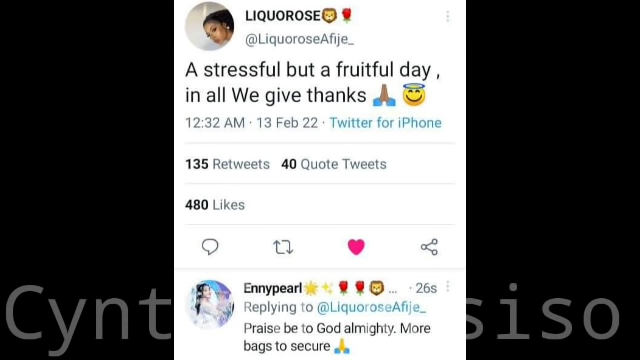 LIQUOROSE🦁🌹
@LiquoroseAfije_
A stressful but a fruitful day ,
in all We give thanks 🙏🏾 😇
12:32 AM · 13 Feb 22 · Twitter for iPhone
135 Retweets 40 Quote Tweets
480 Likes
Ennypearl🌟✨🌹🌹🦁 ... · 26s
Replying to @LiquoroseAfije_
Praise be to God almighty. More
bags to secure 🙏